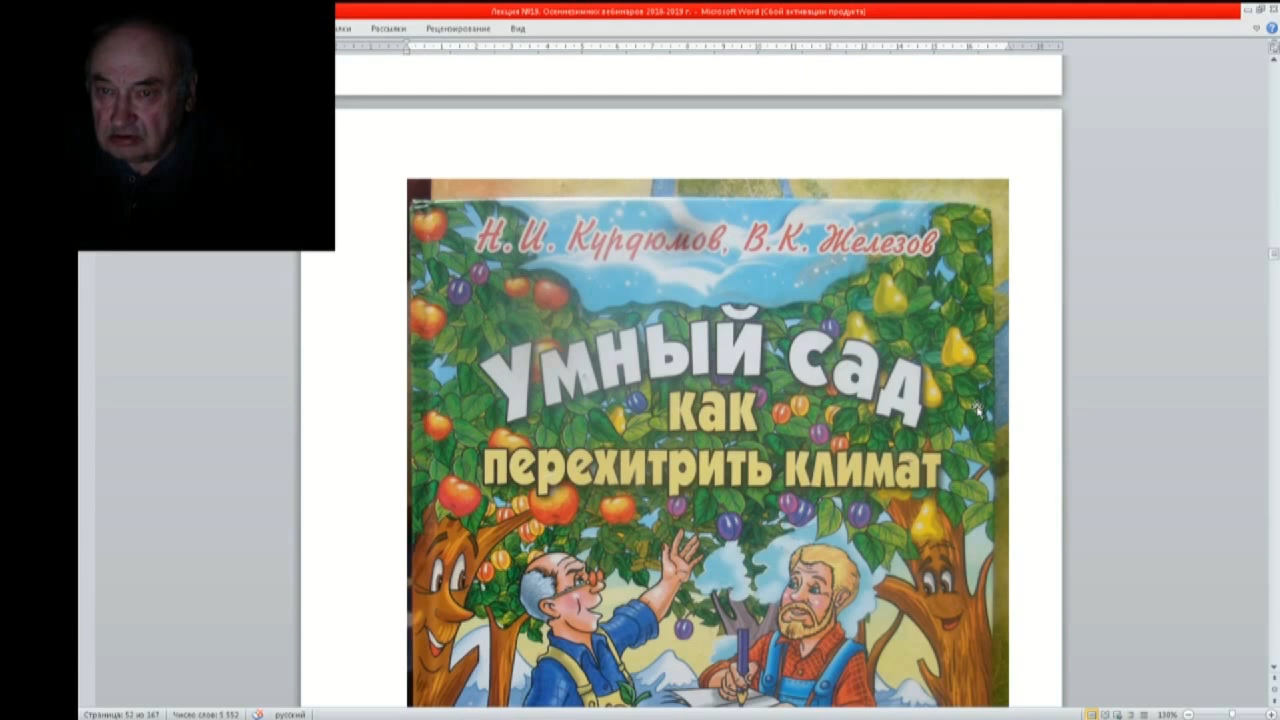 Лекция №19. Осеннезимних вебинаров 2018-2019 г. - Microsoft Word (Сбой активации продукта)
Рассылки Рецензирование Вид
Н. И. Курдюмов, В. К. Железов
Умный сад
как
перехитрить климат
Страница: 52 из 167 Число слов: 5 552 русский 130%